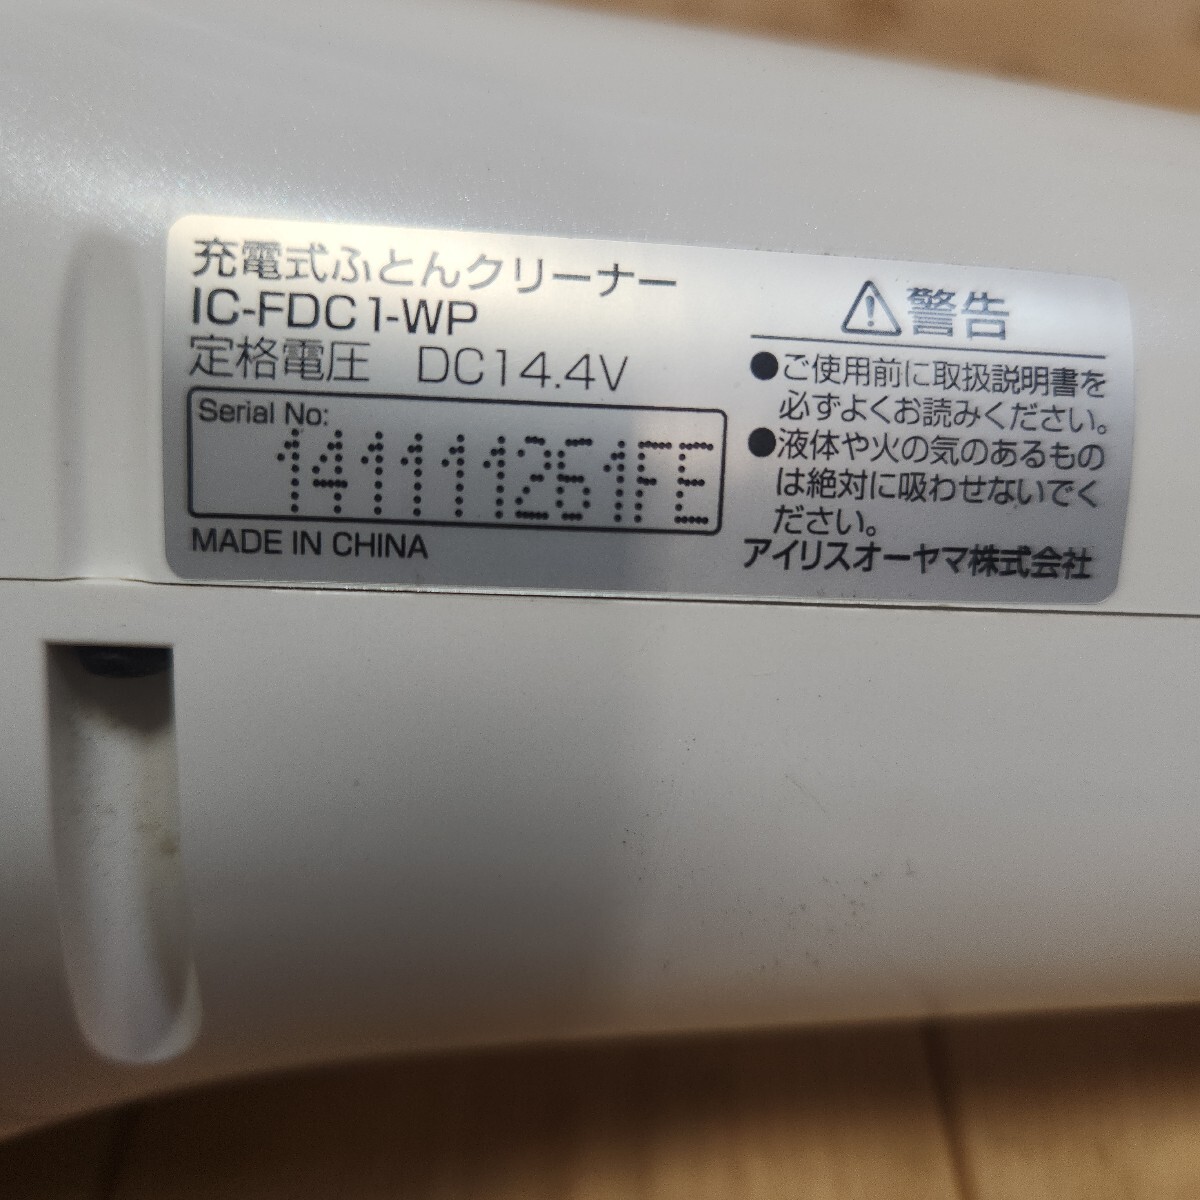 充電式ふとんクリーナー
IC-FDC1-WP
定格電圧 DC14.4V
Serial No:
141111261FE
MADE IN CHINA
⚠警告
●ご使用前に取扱説明書を
必ずよくお読みください。
●液体や火の気のあるもの
は絶対に吸わせないでく
ださい。
アイリスオーヤマ株式会社